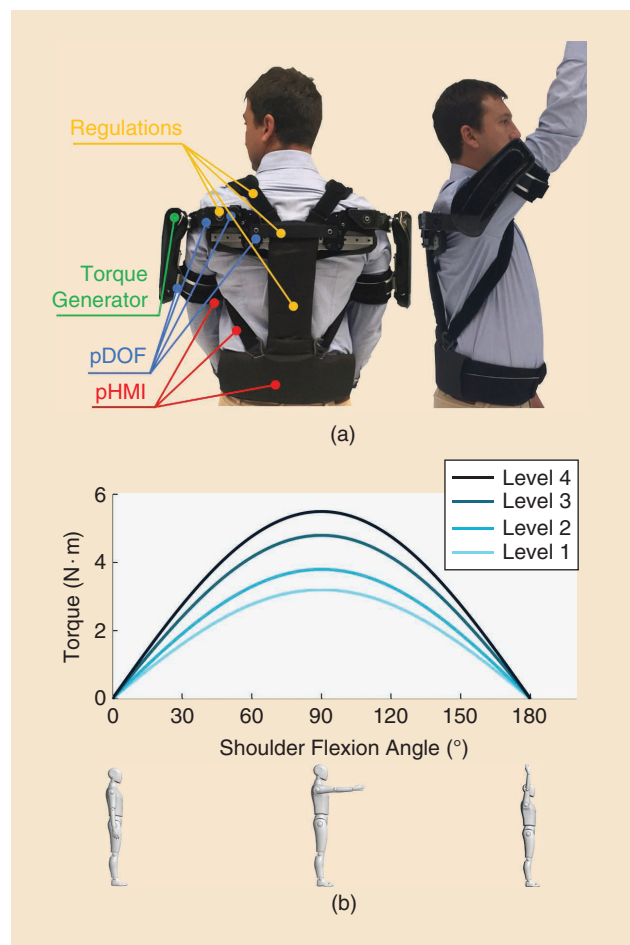 Regulations
Torque
Generator
pDOF
pHMI
(a)
Level 4
Level 3
Level 2
Level 1
6
4
2
0
Torque (N·m)
0 30 60 90 120 150 180
Shoulder Flexion Angle (°)
(b)